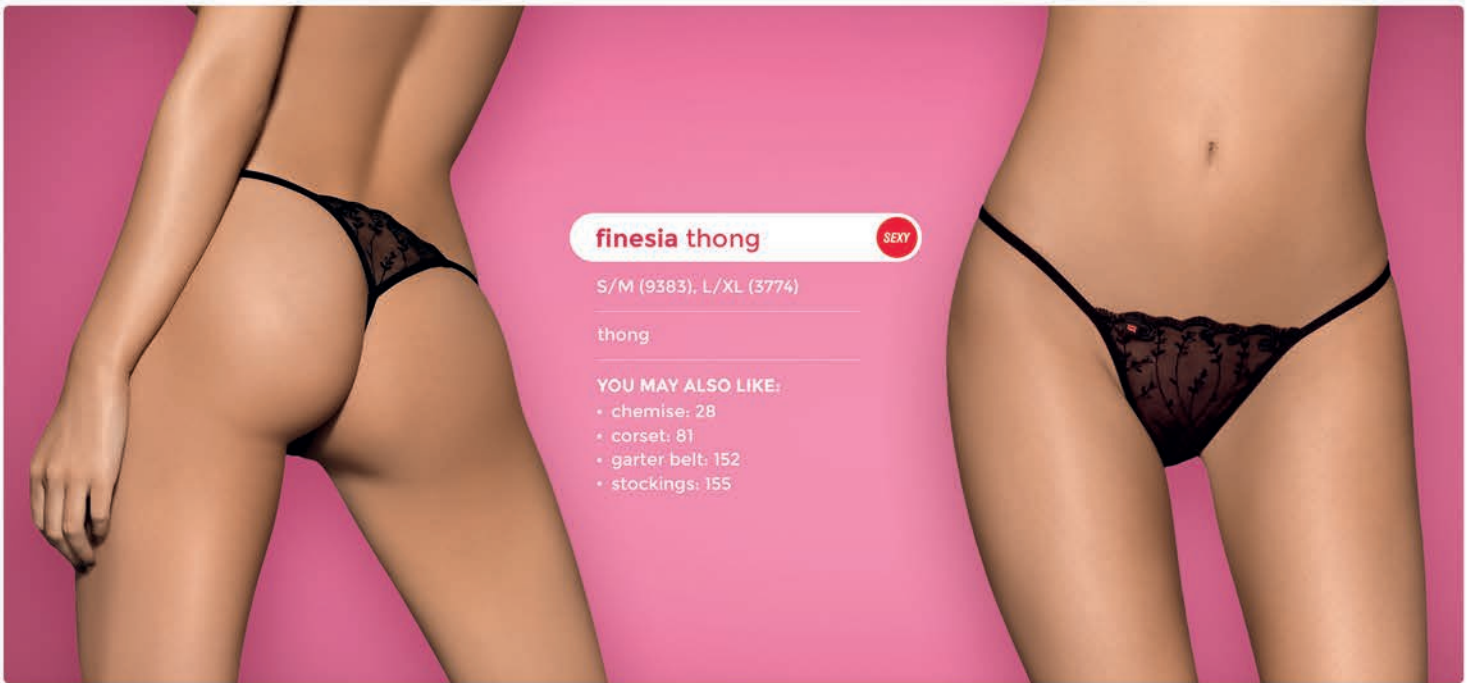 finesia thong
SEXY
S/M (9383), L/XL (3774)
thong
YOU MAY ALSO LIKE:
• chemise: 28
• corset: 81
• garter belt: 152
• stockings: 155